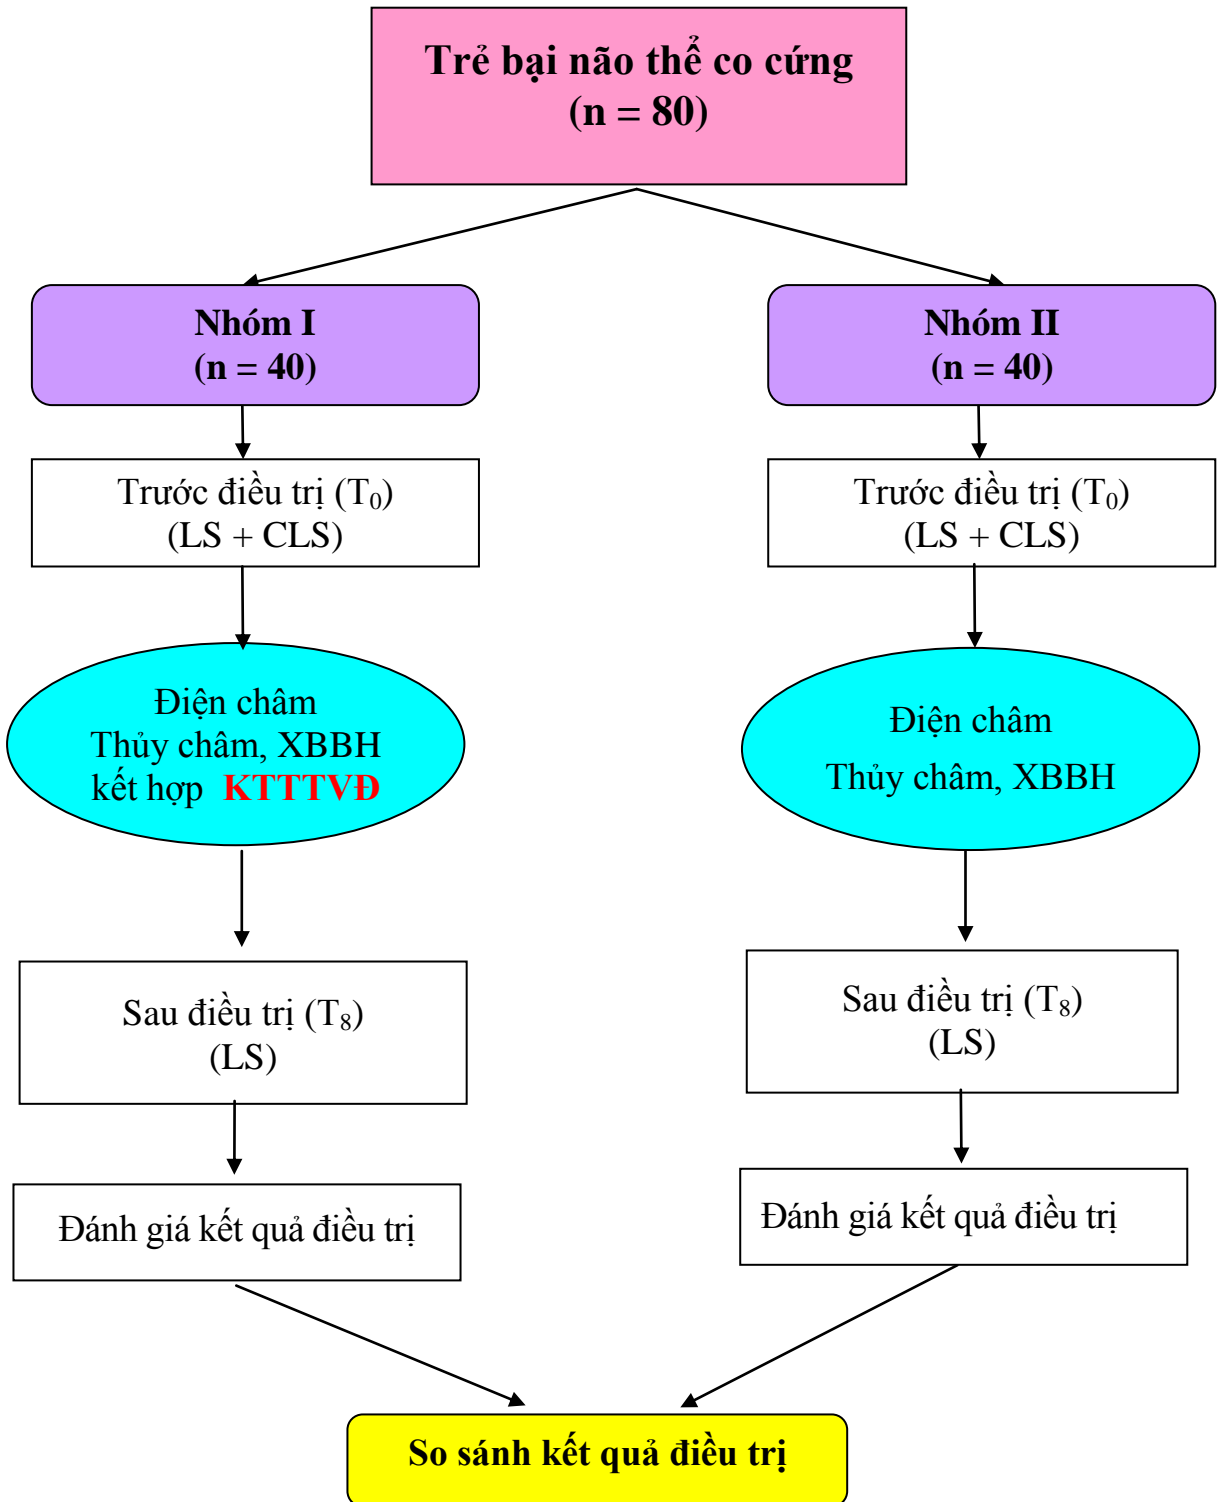 Trẻ bại não thể co cứng
(n = 80)
Nhóm I
(n = 40)
Nhóm II
(n = 40)
Trước điều trị (T₀)
(LS + CLS)
Trước điều trị (T₀)
(LS + CLS)
Điện châm
Thủy châm, XBBH
kết hợp KTTTVĐ
Điện châm
Thủy châm, XBBH
Sau điều trị (T₈)
(LS)
Sau điều trị (T₈)
(LS)
Đánh giá kết quả điều trị
Đánh giá kết quả điều trị
So sánh kết quả điều trị